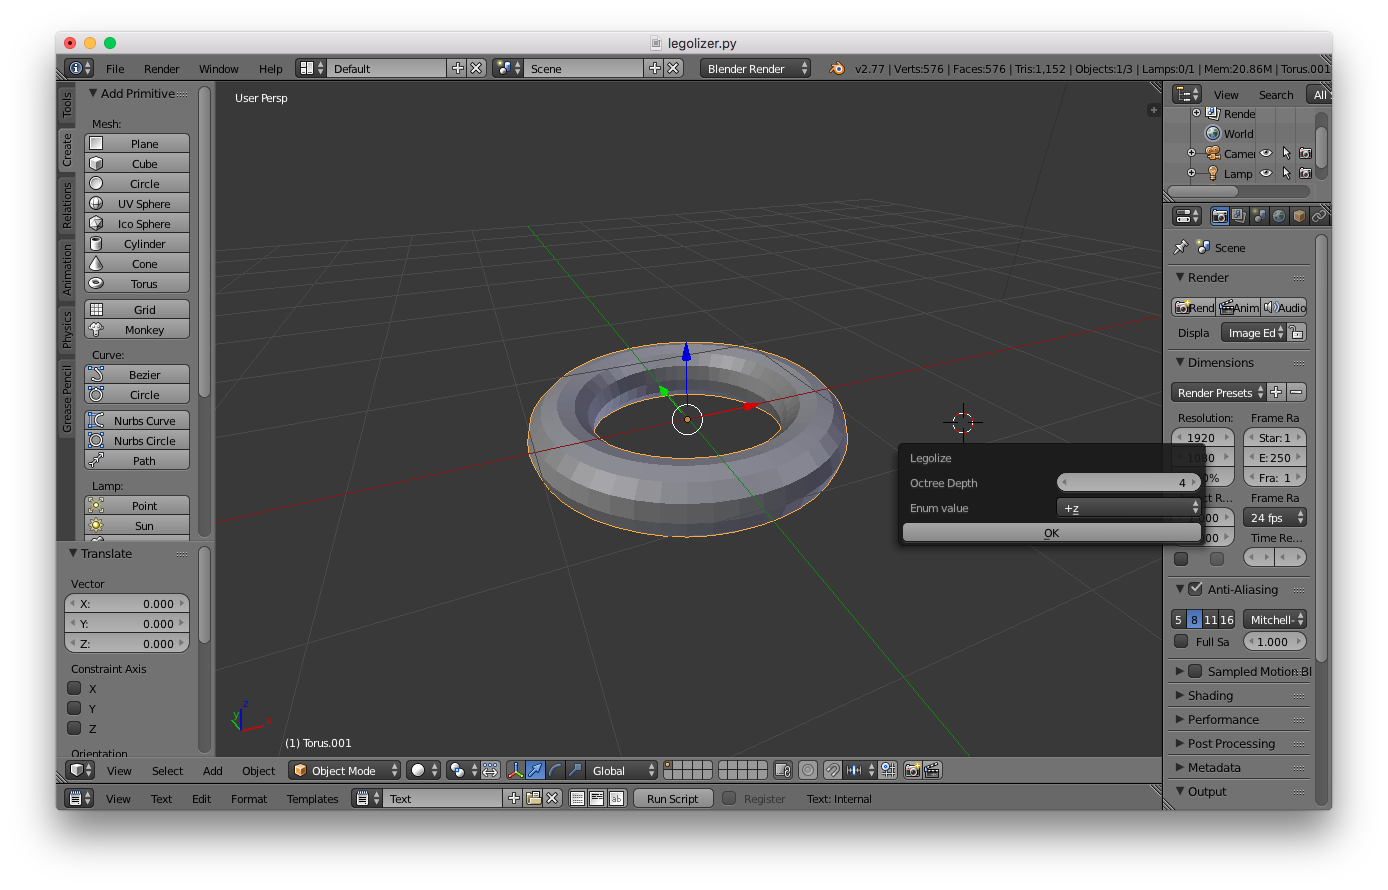 legolizer.py
File Render Window Help Default Scene Blender Render v2.77 | Verts:576 | Faces:576 | Tris:1,152 | Objects:1/3 | Lamps:0/1 | Mem:20.86M | Torus.001
Tools
Create
Relations
Animation
Physics
Grease Pencil
Add Primitive
Mesh:
Plane
Cube
Circle
UV Sphere
Ico Sphere
Cylinder
Cone
Torus
Grid
Monkey
Curve:
Bezier
Circle
Nurbs Curve
Nurbs Circle
Path
Lamp:
Point
Sun
Translate
Vector
X: 0.000
Y: 0.000
Z: 0.000
Constraint Axis
X
Y
Z
Orientation
User Persp
Legolize
Octree Depth 4
Enum value +z
OK
z
y
x
(1) Torus.001
View Select Add Object Object Mode Global
View Text Edit Format Templates Text ab Run Script Register Text: Internal
View Search All
Rende
World
Came
Lamp
Scene
Render
Rend Anim Audio
Displa Image Ed
Dimensions
Render Presets
Resolution: Frame Ra
1920 Star: 1
1080 E: 250
0% Fra: 1
R... Frame Ra
00 24 fps
00 Time Re...
Anti-Aliasing
5 8 11 16 Mitchell-
Full Sa 1.000
Sampled Motion Bl
Shading
Performance
Post Processing
Metadata
Output